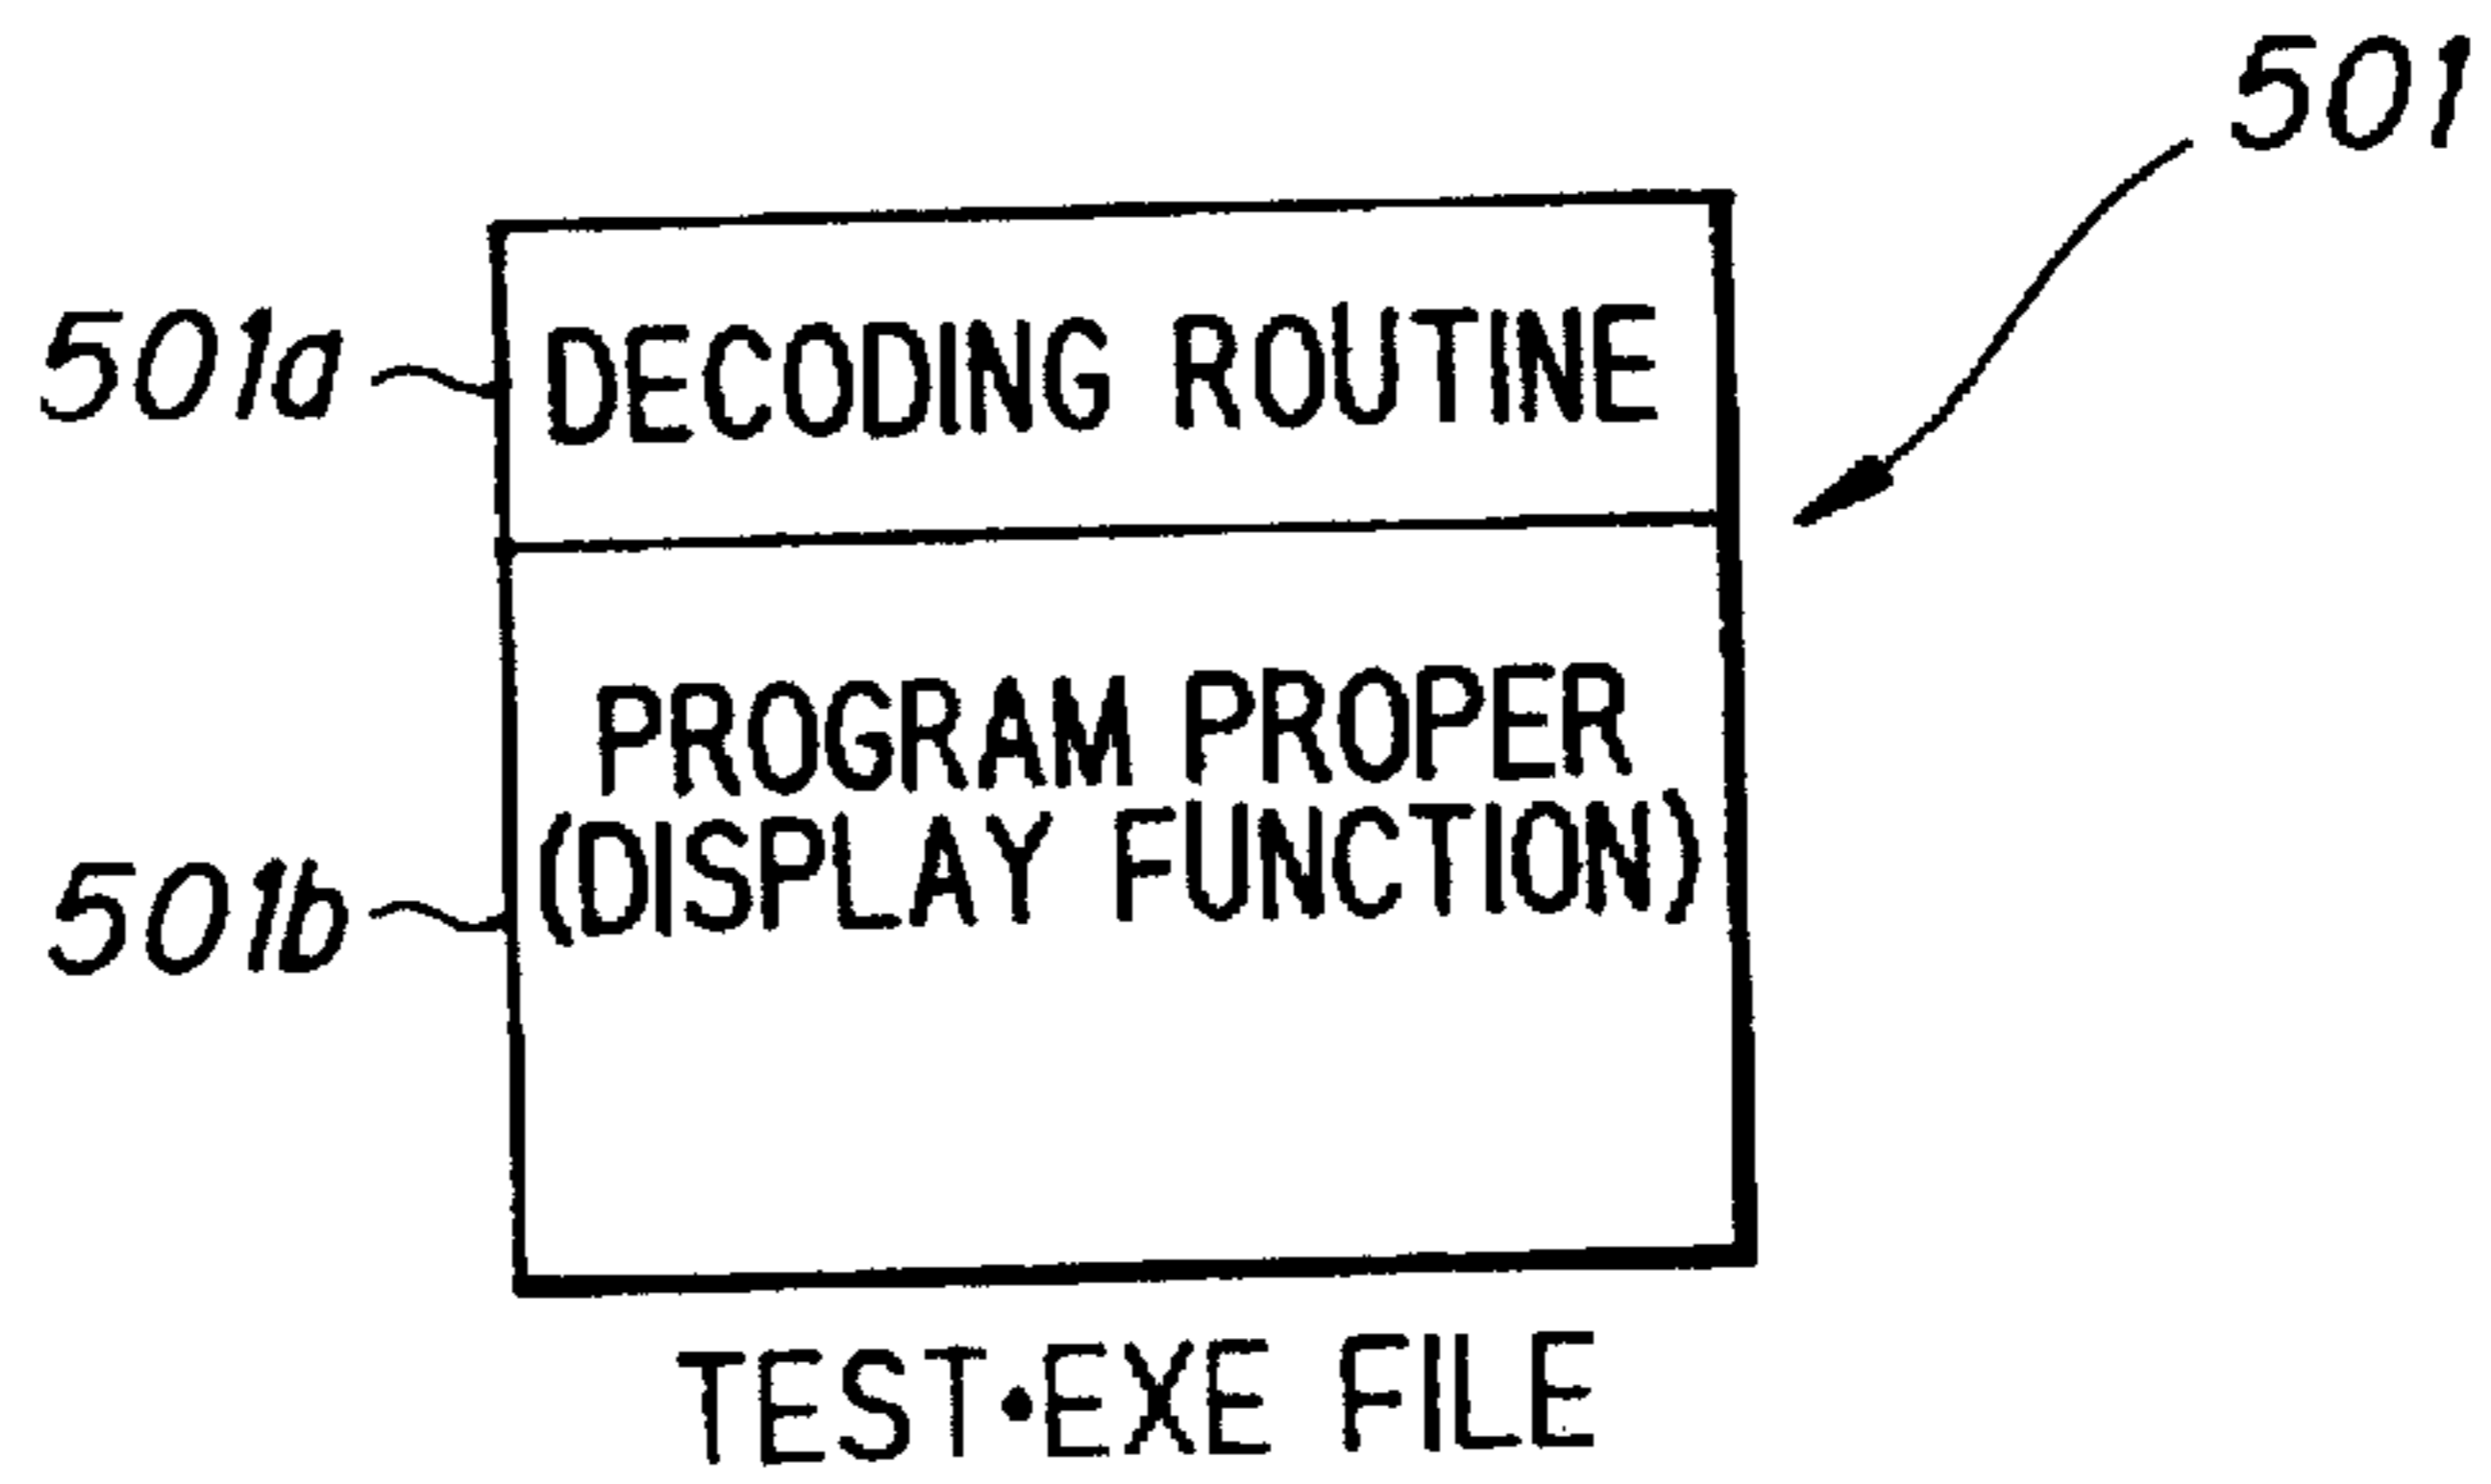 501
501a DECODING ROUTINE
PROGRAM PROPER
(DISPLAY FUNCTION)
501b
TEST·EXE FILE